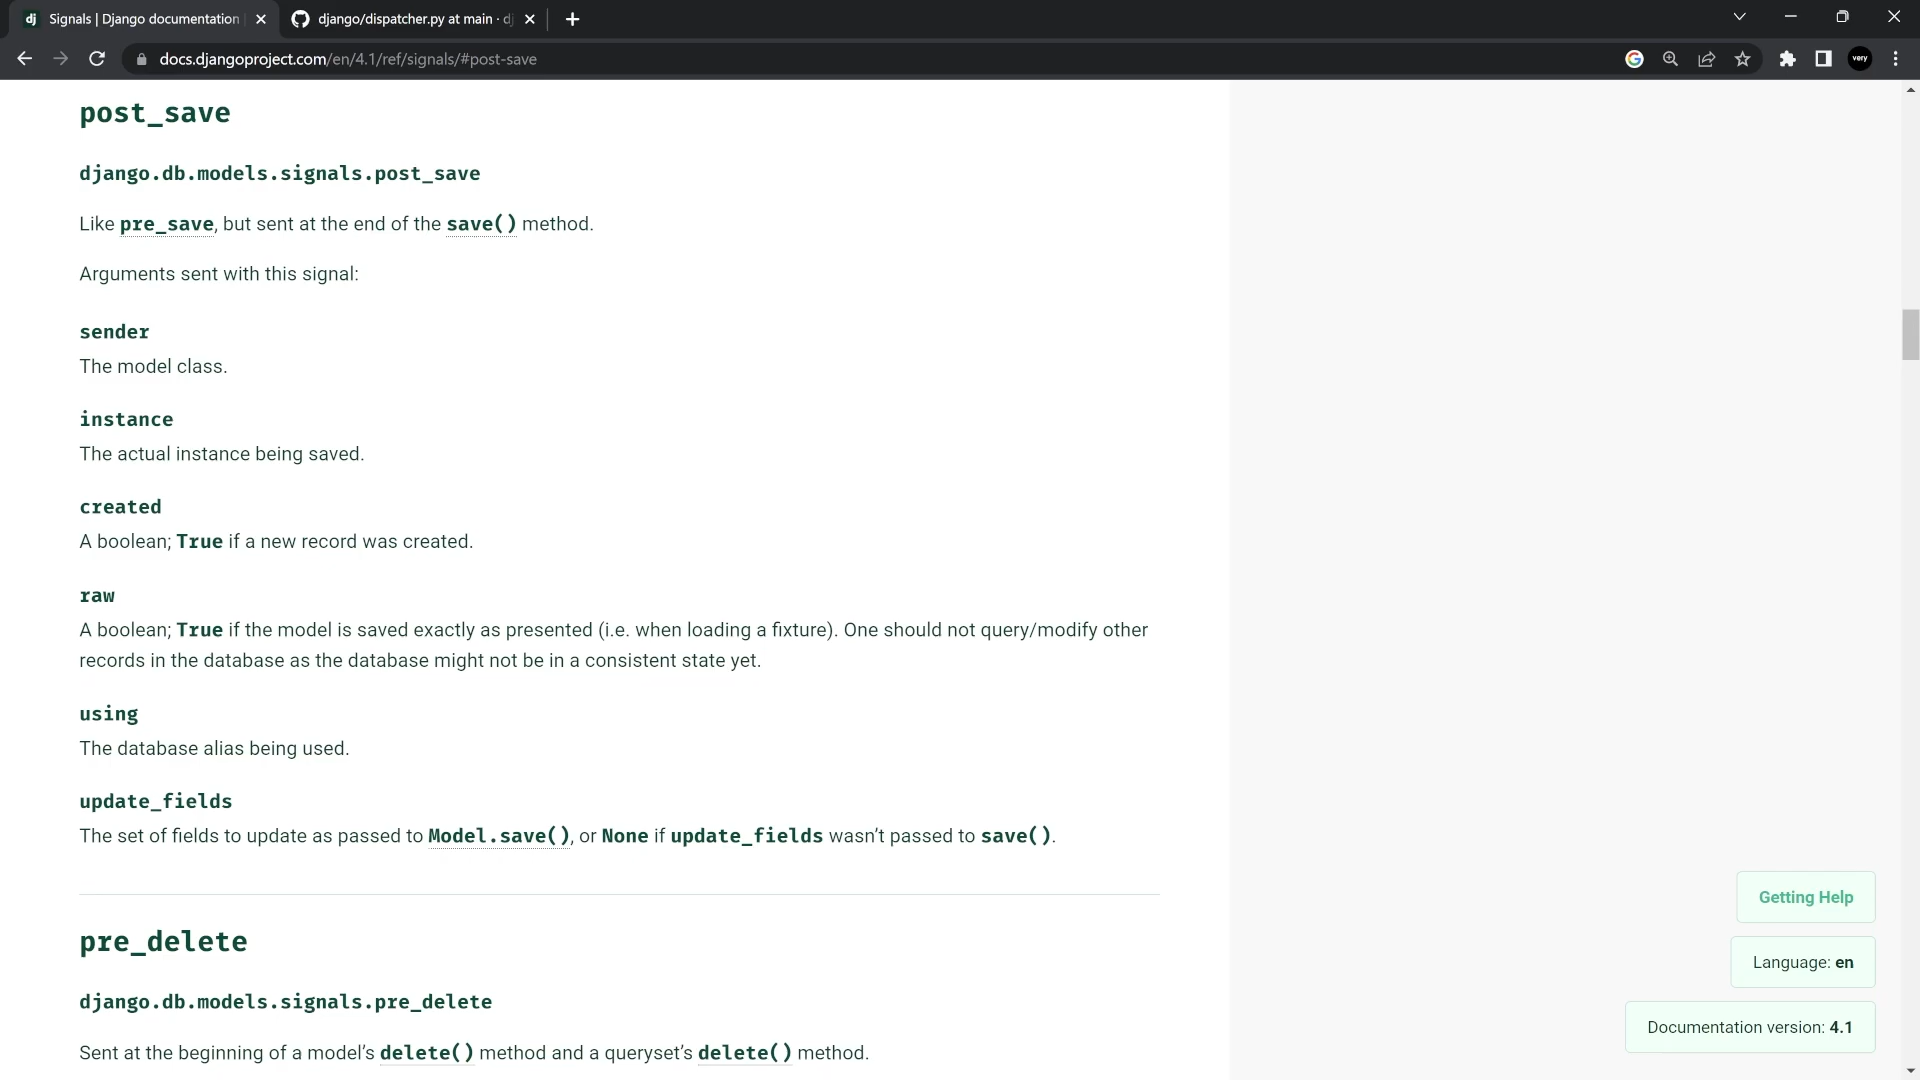 Signals | Django documentation
django/dispatcher.py at main · dj
docs.djangoproject.com/en/4.1/ref/signals/#post-save
very
post_save
django.db.models.signals.post_save
Like pre_save, but sent at the end of the save() method.
Arguments sent with this signal:
sender
The model class.
instance
The actual instance being saved.
created
A boolean; True if a new record was created.
raw
A boolean; True if the model is saved exactly as presented (i.e. when loading a fixture). One should not query/modify other
records in the database as the database might not be in a consistent state yet.
using
The database alias being used.
update_fields
The set of fields to update as passed to Model.save(), or None if update_fields wasn’t passed to save().
pre_delete
django.db.models.signals.pre_delete
Sent at the beginning of a model’s delete() method and a queryset’s delete() method.
Getting Help
Language: en
Documentation version: 4.1